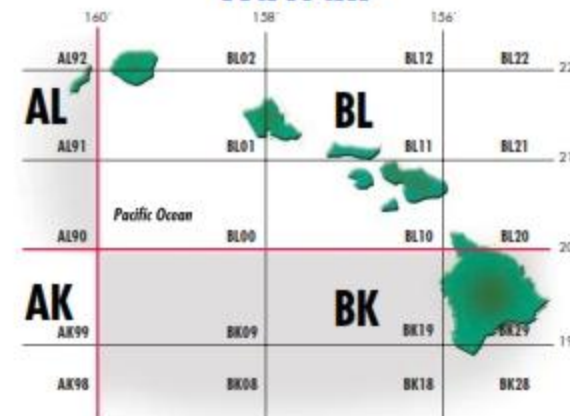 160° 158° 156°
AL92 BL02 BL12 BL22
22
AL BL
AL91 BL01 BL11 BL21
21
Pacific Ocean
AL90 BL00 BL10 BL20
20
AK BK
AK99 BK09 BK19 BK29
19
AK98 BK08 BK18 BK28